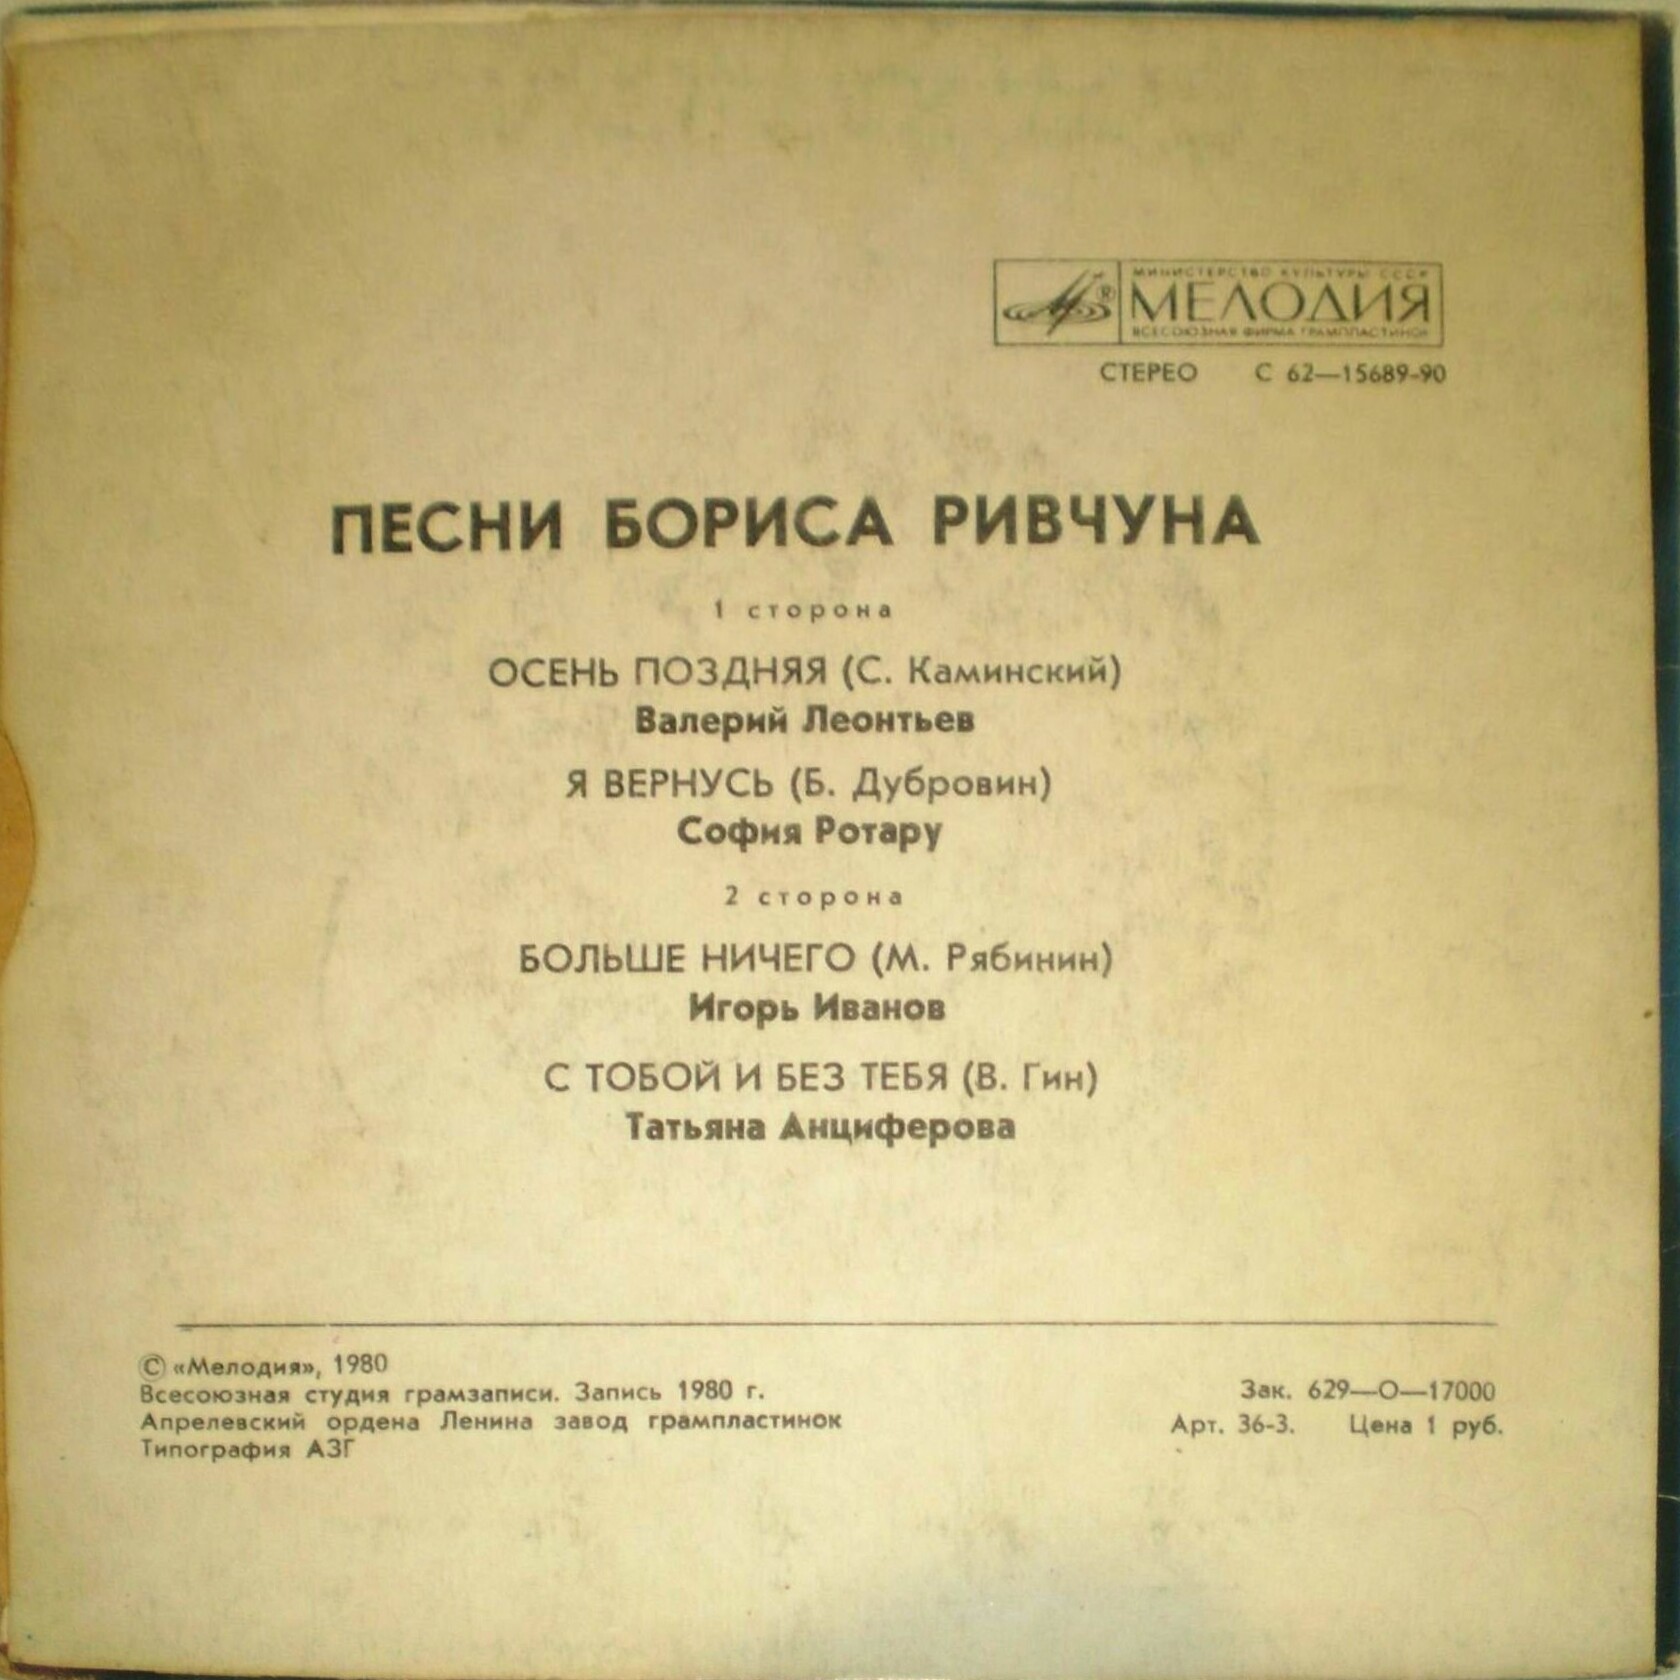 МИНИСТЕРСТВО КУЛЬТУРЫ СССР
МЕЛОДИЯ
ВСЕСОЮЗНАЯ ФИРМА ГРАМПЛАСТИНОК
СТЕРЕО С 62—15689-90
ПЕСНИ БОРИСА РИВЧУНА
1 сторона
ОСЕНЬ ПОЗДНЯЯ (С. Каминский)
Валерий Леонтьев
Я ВЕРНУСЬ (Б. Дубровин)
София Ротару
2 сторона
БОЛЬШЕ НИЧЕГО (М. Рябинин)
Игорь Иванов
С ТОБОЙ И БЕЗ ТЕБЯ (В. Гин)
Татьяна Анциферова
© «Мелодия», 1980
Всесоюзная студия грамзаписи. Запись 1980 г.
Апрелевский ордена Ленина завод грампластинок
Типография АЗГ
Зак. 629—О—17000
Арт. 36-3. Цена 1 руб.